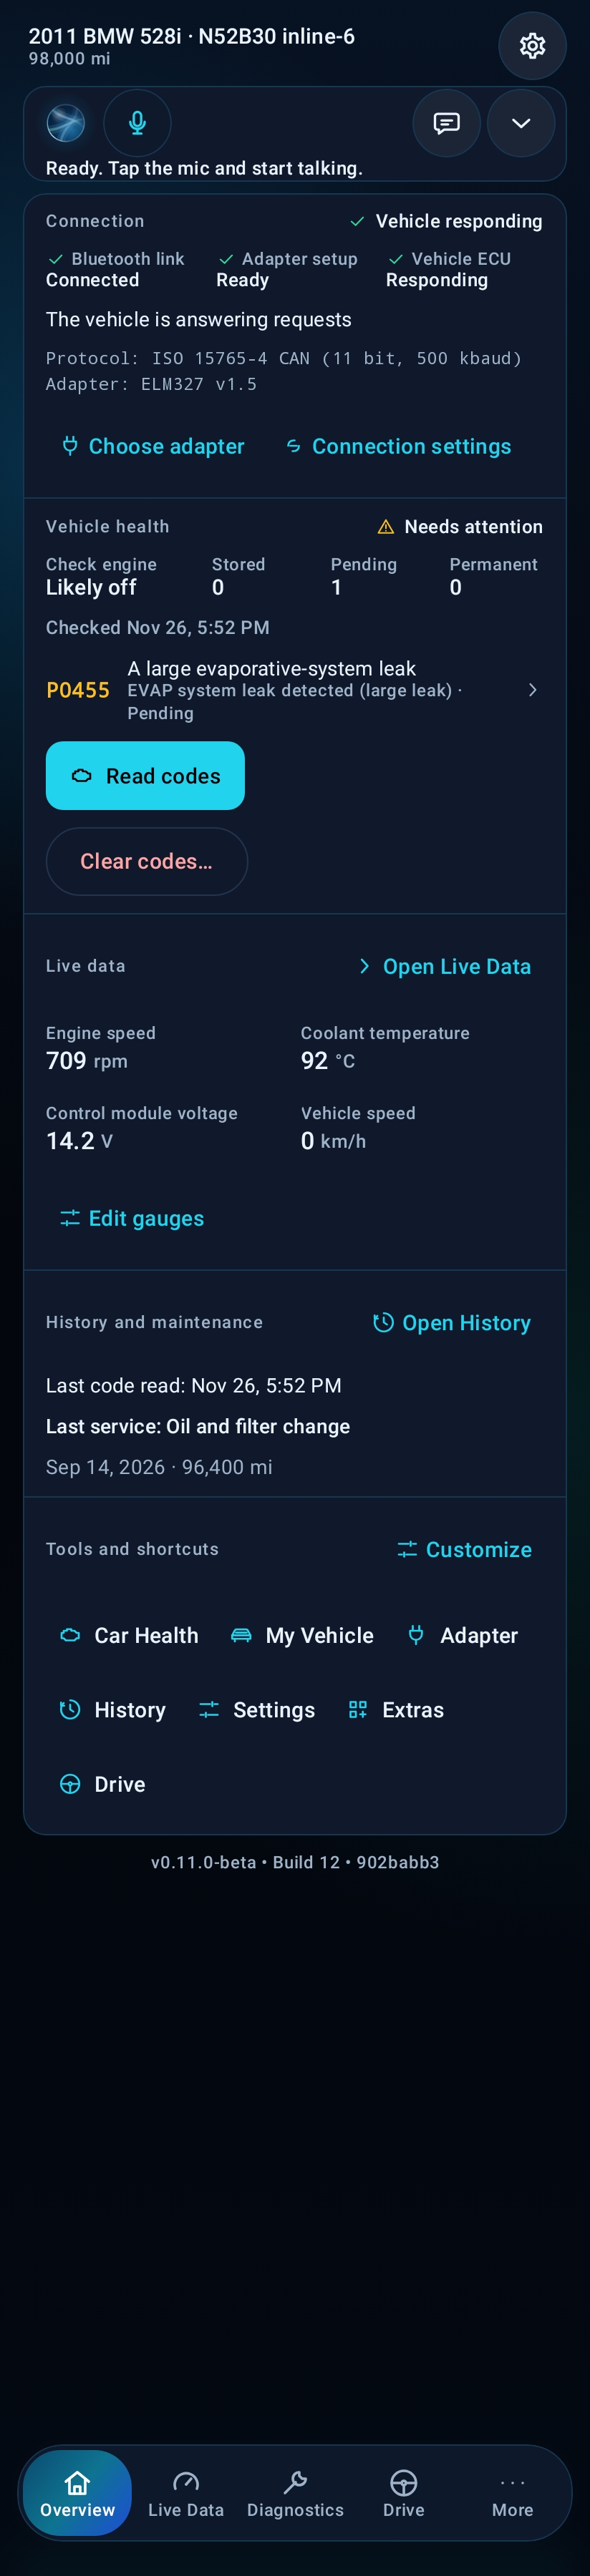 2011 BMW 528i · N52B30 inline-6
98,000 mi
Ready. Tap the mic and start talking.
Connection
Vehicle responding
Bluetooth link
Connected
Adapter setup
Ready
Vehicle ECU
Responding
The vehicle is answering requests
Protocol: ISO 15765-4 CAN (11 bit, 500 kbaud)
Adapter: ELM327 v1.5
Choose adapter
Connection settings
Vehicle health
Needs attention
Check engine
Likely off
Stored
0
Pending
1
Permanent
0
Checked Nov 26, 5:52 PM
P0455
A large evaporative-system leak
EVAP system leak detected (large leak) ·
Pending
Read codes
Clear codes…
Live data
Open Live Data
Engine speed
709 rpm
Coolant temperature
92 °C
Control module voltage
14.2 V
Vehicle speed
0 km/h
Edit gauges
History and maintenance
Open History
Last code read: Nov 26, 5:52 PM
Last service: Oil and filter change
Sep 14, 2026 · 96,400 mi
Tools and shortcuts
Customize
Car Health
My Vehicle
Adapter
History
Settings
Extras
Drive
v0.11.0-beta • Build 12 • 902babb3
Overview
Live Data
Diagnostics
Drive
More